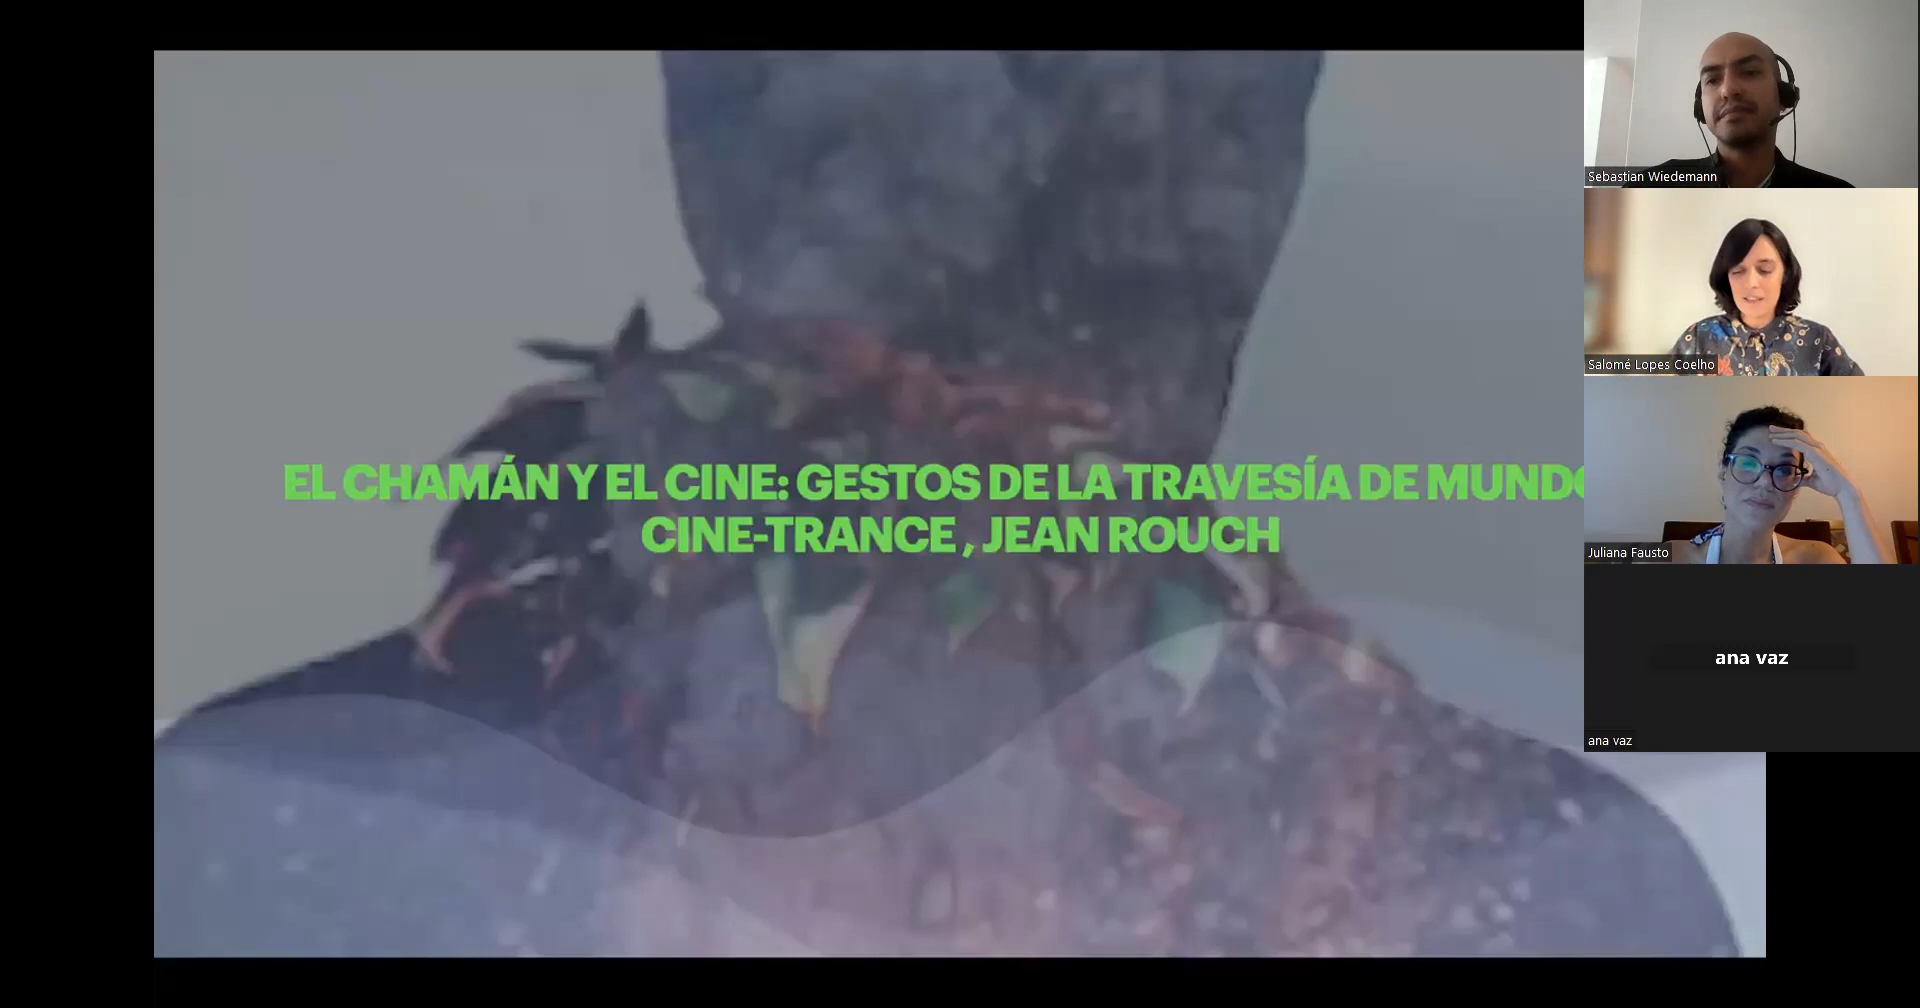 EL CHAMÁN Y EL CINE: GESTOS DE LA TRAVESÍA DE MUND
CINE-TRANCE , JEAN ROUCH
Sebastian Wiedemann
Salomé Lopes Coelho
Juliana Fausto
ana vaz
ana vaz